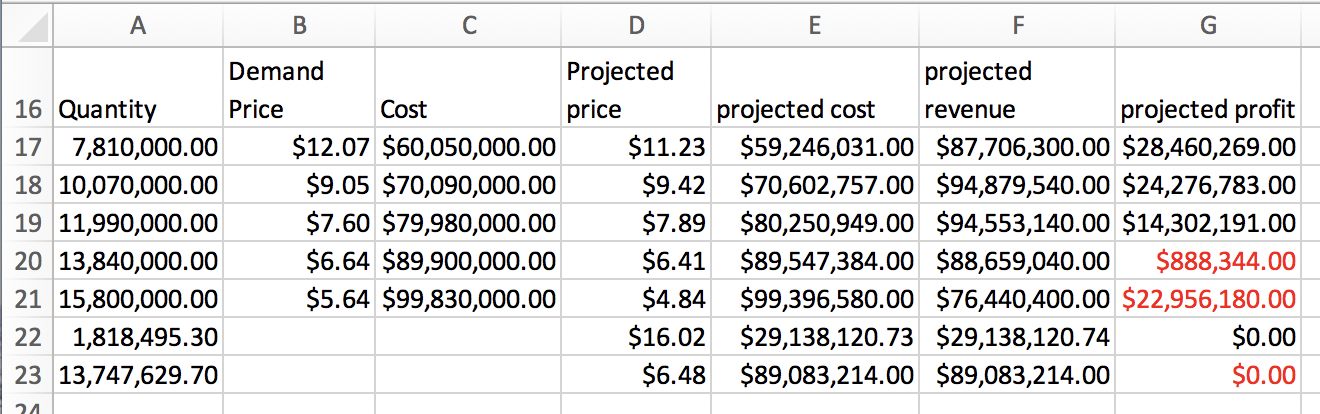 A B C D E F G
Demand Projected projected
16 Quantity Price Cost price projected cost revenue projected profit
17 7,810,000.00 $12.07 $60,050,000.00 $11.23 $59,246,031.00 $87,706,300.00 $28,460,269.00
18 10,070,000.00 $9.05 $70,090,000.00 $9.42 $70,602,757.00 $94,879,540.00 $24,276,783.00
19 11,990,000.00 $7.60 $79,980,000.00 $7.89 $80,250,949.00 $94,553,140.00 $14,302,191.00
20 13,840,000.00 $6.64 $89,900,000.00 $6.41 $89,547,384.00 $88,659,040.00 $888,344.00
21 15,800,000.00 $5.64 $99,830,000.00 $4.84 $99,396,580.00 $76,440,400.00 $22,956,180.00
22 1,818,495.30 $16.02 $29,138,120.73 $29,138,120.74 $0.00
23 13,747,629.70 $6.48 $89,083,214.00 $89,083,214.00 $0.00
24